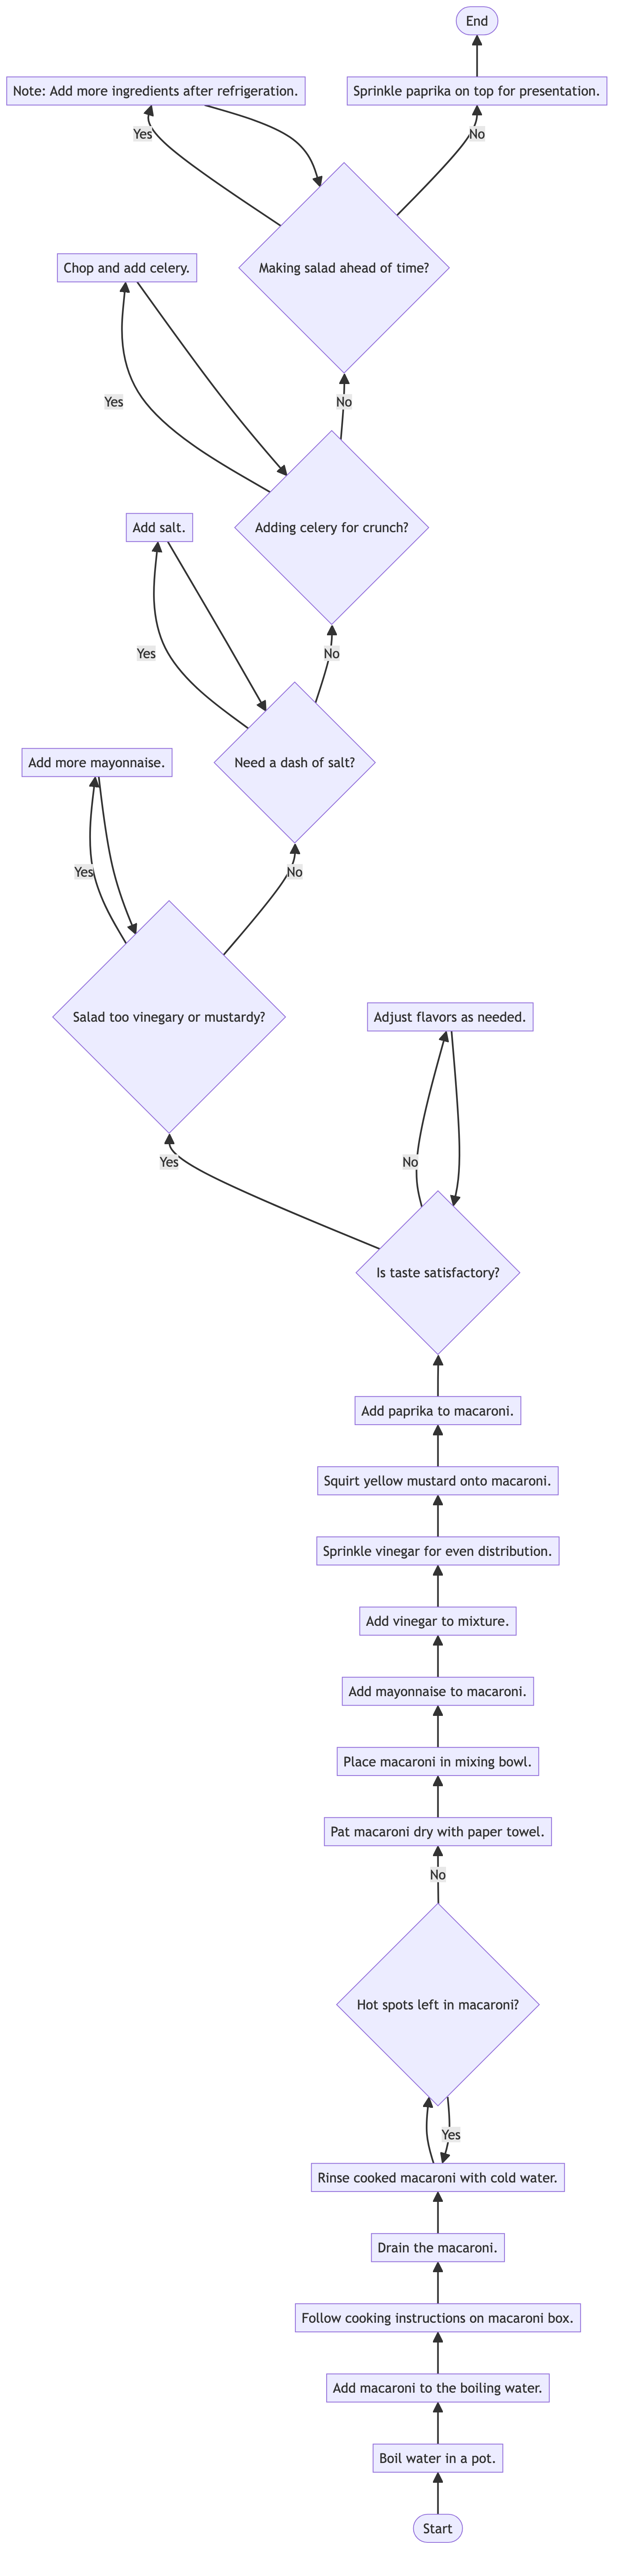 End
Note: Add more ingredients after refrigeration.
Sprinkle paprika on top for presentation.
Yes
No
Making salad ahead of time?
Chop and add celery.
Yes
No
Adding celery for crunch?
Add salt.
Yes
No
Need a dash of salt?
Add more mayonnaise.
Yes
No
Salad too vinegary or mustardy?
Adjust flavors as needed.
Yes
No
Is taste satisfactory?
Add paprika to macaroni.
Squirt yellow mustard onto macaroni.
Sprinkle vinegar for even distribution.
Add vinegar to mixture.
Add mayonnaise to macaroni.
Place macaroni in mixing bowl.
Pat macaroni dry with paper towel.
No
Hot spots left in macaroni?
Yes
Rinse cooked macaroni with cold water.
Drain the macaroni.
Follow cooking instructions on macaroni box.
Add macaroni to the boiling water.
Boil water in a pot.
Start